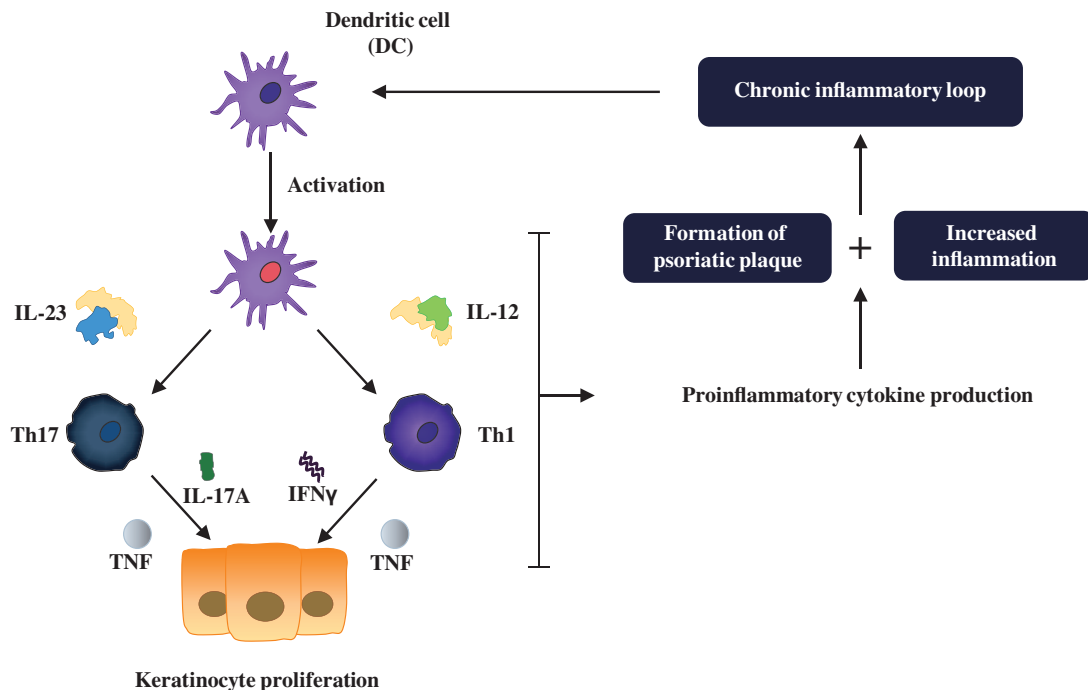 Dendritic cell
(DC)
Chronic inflammatory loop
Activation
Formation of
psoriatic plaque
+
Increased
inflammation
IL-23
IL-12
Proinflammatory cytokine production
Th17
Th1
IL-17A
IFNγ
TNF
TNF
Keratinocyte proliferation